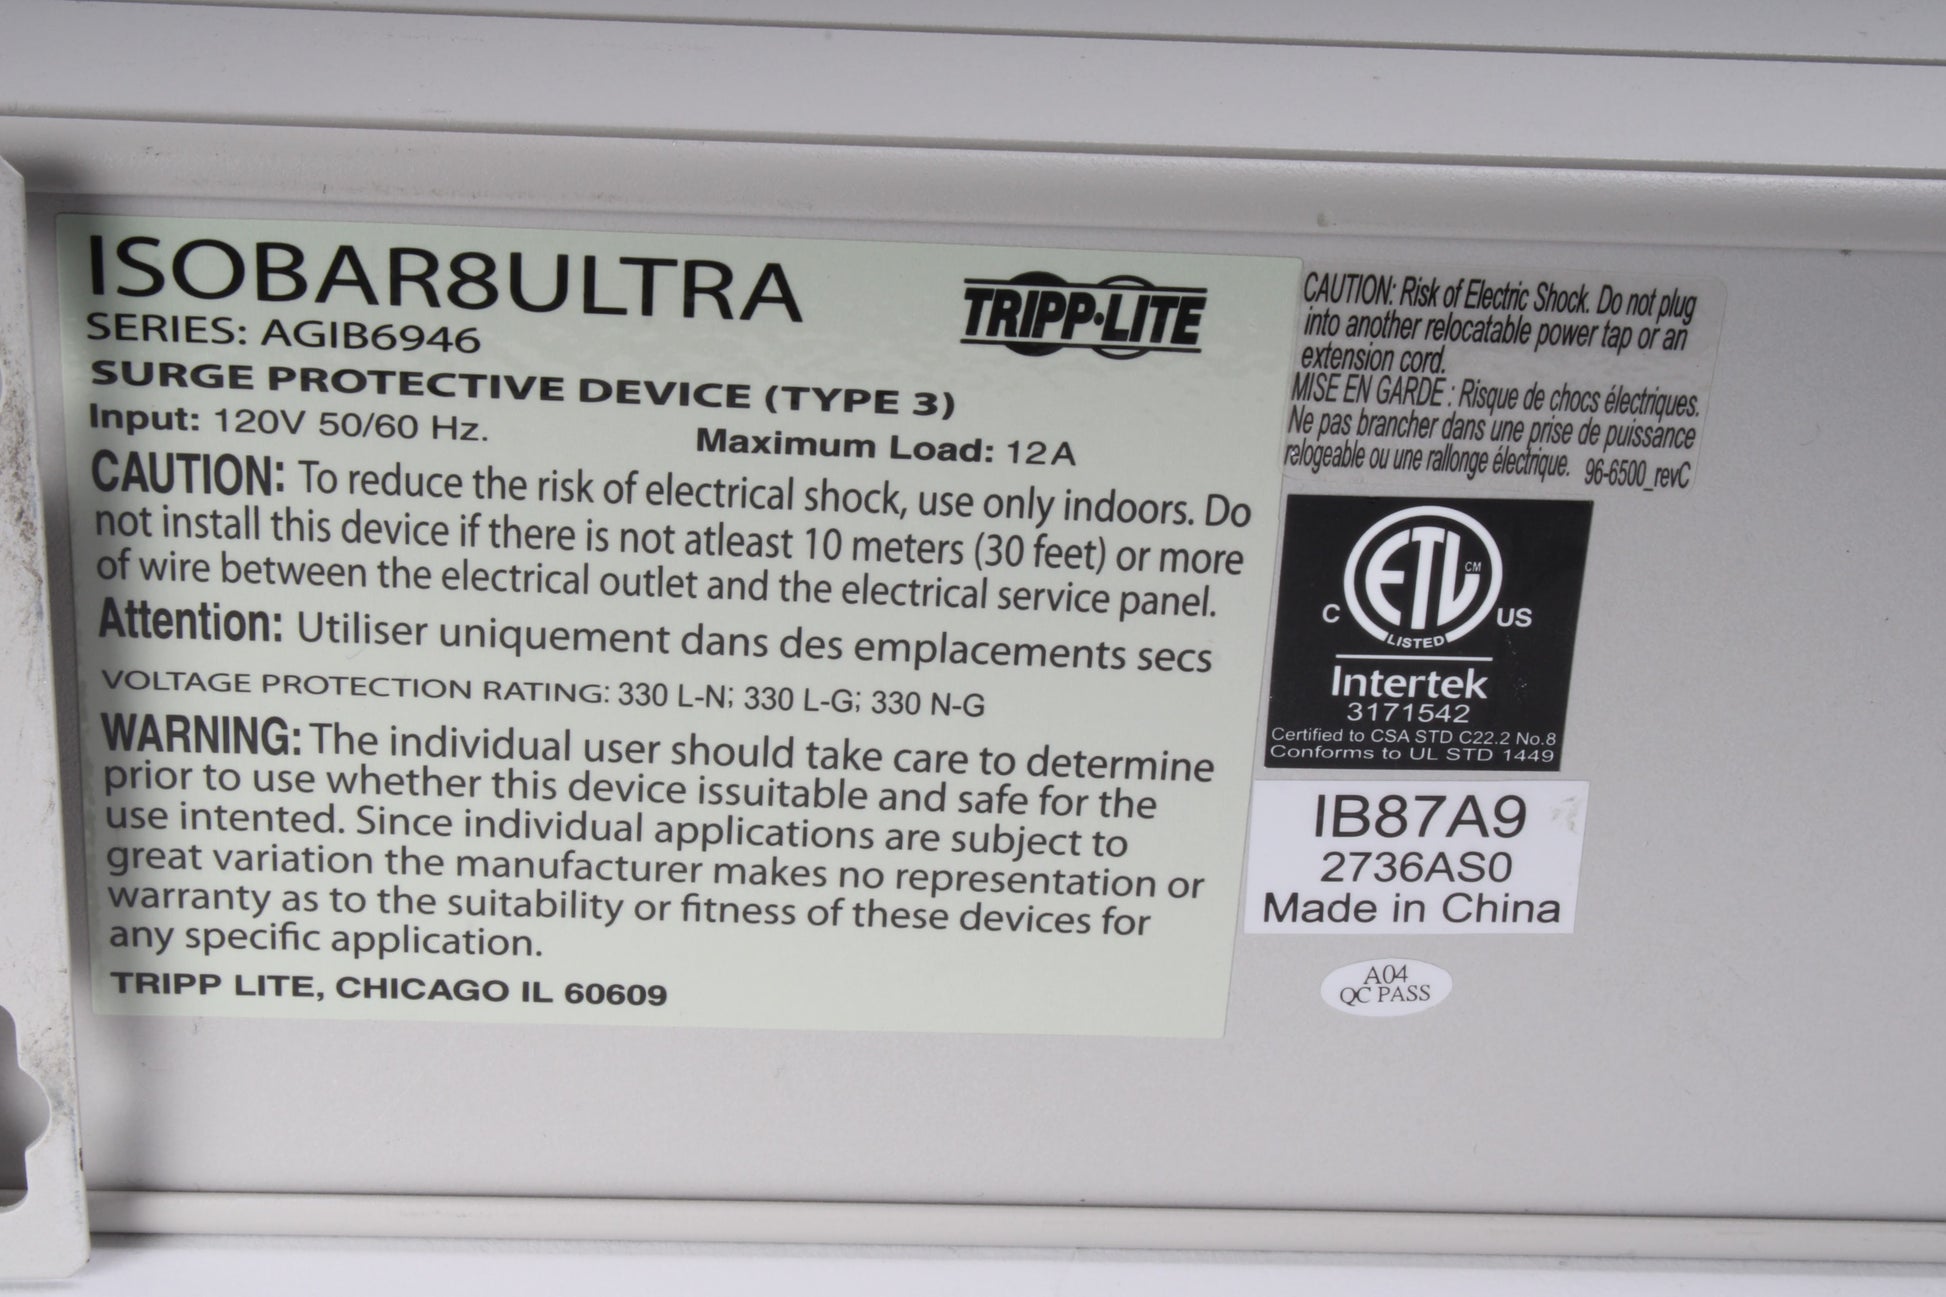 ISOBAR8ULTRA
SERIES: AGIB6946
TRIPP·LITE
SURGE PROTECTIVE DEVICE (TYPE 3)
Input: 120V 50/60 Hz.
Maximum Load: 12A
CAUTION: To reduce the risk of electrical shock, use only indoors. Do
not install this device if there is not atleast 10 meters (30 feet) or more
of wire between the electrical outlet and the electrical service panel.
Attention: Utiliser uniquement dans des emplacements secs
VOLTAGE PROTECTION RATING: 330 L-N; 330 L-G; 330 N-G
WARNING: The individual user should take care to determine
prior to use whether this device issuitable and safe for the
use intented. Since individual applications are subject to
great variation the manufacturer makes no representation or
warranty as to the suitability or fitness of these devices for
any specific application.
TRIPP LITE, CHICAGO IL 60609
CAUTION: Risk of Electric Shock. Do not plug
into another relocatable power tap or an
extension cord.
MISE EN GARDE : Risque de chocs électriques.
Ne pas brancher dans une prise de puissance
relogeable ou une rallonge électrique. 96-6500_revC
ETL CM
C US
LISTED
Intertek
3171542
Certified to CSA STD C22.2 No.8
Conforms to UL STD 1449
IB87A9
2736AS0
Made in China
A04
QC PASS